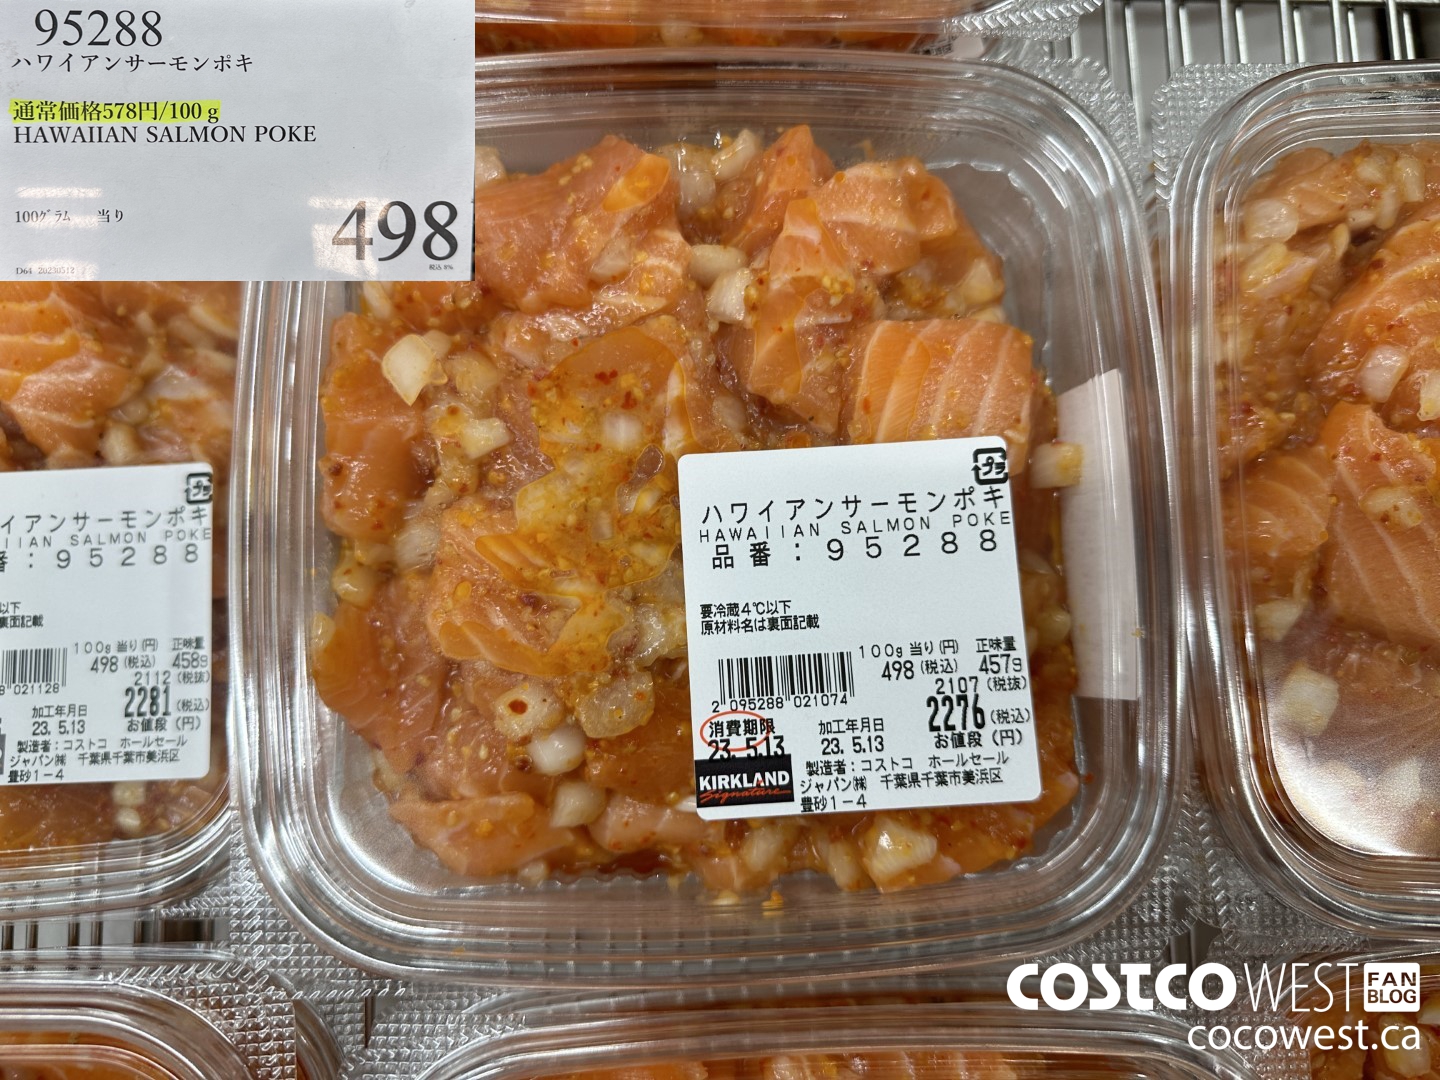 95288
ハワイアンサーモンポキ
通常価格578円/100g
HAWAIIAN SALMON POKE
100グラム 当り
498
税込 8%
D64 20230512
プラ
イアンサーモンポキ
IIAN SALMON POKE
番:95288
以下
裏面記載
100g当り(円) 正味量
498(税込) 458g
2112(税抜)
8 021128
2281(税込)
加工年月日
23. 5.13 お値段(円)
製造者:コストコ ホールセール
ジャパン㈱ 千葉県千葉市美浜区
豊砂1-4
プラ
ハワイアンサーモンポキ
HAWAIIAN SALMON POKE
品番:95288
要冷蔵4℃以下
原材料名は裏面記載
100g当り(円) 正味量
498(税込) 457g
2107(税抜)
2 095288 021074
2276(税込)
消費期限 加工年月日
23. 5.13 23. 5.13 お値段(円)
KIRKLAND
Signature
製造者:コストコ ホールセール
ジャパン㈱ 千葉県千葉市美浜区
豊砂1-4
COSTCO WEST FAN BLOG
cocowest.ca